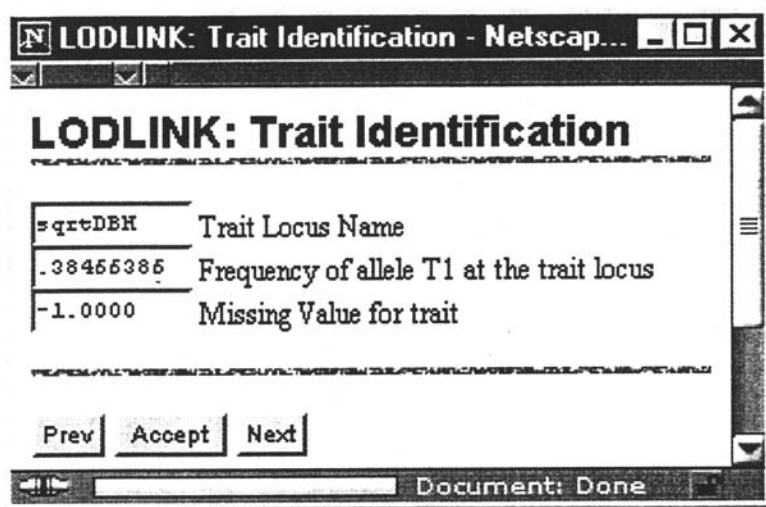 LODLINK: Trait Identification - Netscap...
LODLINK: Trait Identification
sqrtDBH Trait Locus Name
.38455385 Frequency of allele T1 at the trait locus
-1.0000 Missing Value for trait
Prev Accept Next
Document: Done